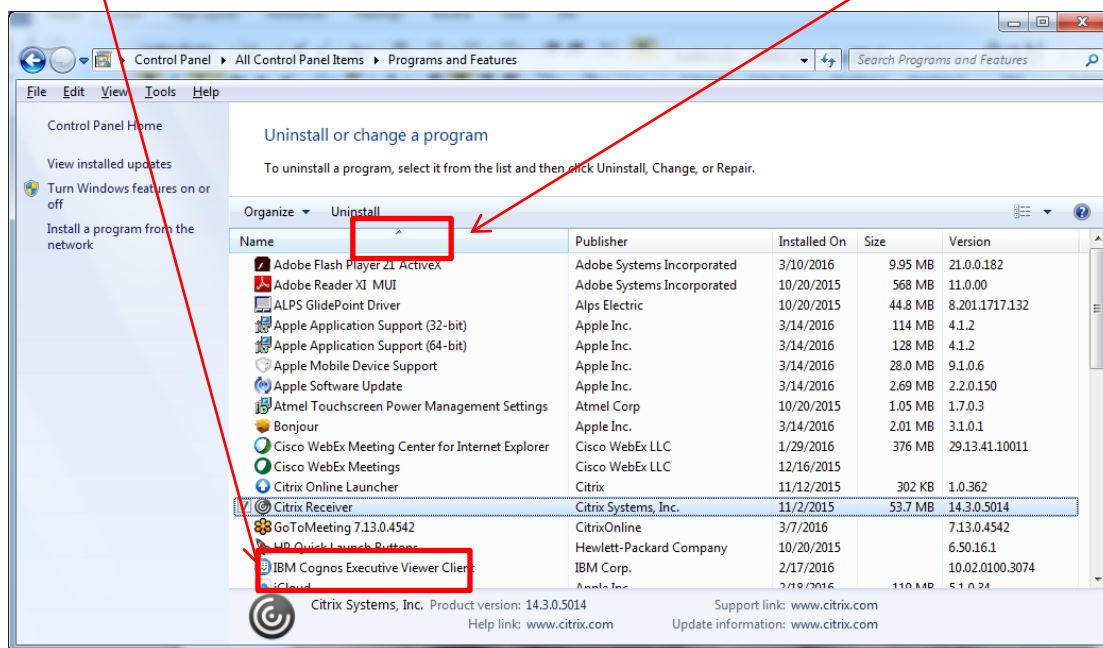 Control Panel ▸ All Control Panel Items ▸ Programs and Features
Search Programs and Features
File Edit View Tools Help
Control Panel Home
View installed updates
Turn Windows features on or
off
Install a program from the
network
Uninstall or change a program
To uninstall a program, select it from the list and then click Uninstall, Change, or Repair.
Organize Uninstall
Name Publisher Installed On Size Version
Adobe Flash Player 21 ActiveX Adobe Systems Incorporated 3/10/2016 9.95 MB 21.0.0.182
Adobe Reader XI MUI Adobe Systems Incorporated 10/20/2015 568 MB 11.0.00
ALPS GlidePoint Driver Alps Electric 10/20/2015 44.8 MB 8.201.1717.132
Apple Application Support (32-bit) Apple Inc. 3/14/2016 114 MB 4.1.2
Apple Application Support (64-bit) Apple Inc. 3/14/2016 128 MB 4.1.2
Apple Mobile Device Support Apple Inc. 3/14/2016 28.0 MB 9.1.0.6
Apple Software Update Apple Inc. 3/14/2016 2.69 MB 2.2.0.150
Atmel Touchscreen Power Management Settings Atmel Corp 10/20/2015 1.05 MB 1.7.0.3
Bonjour Apple Inc. 3/14/2016 2.01 MB 3.1.0.1
Cisco WebEx Meeting Center for Internet Explorer Cisco WebEx LLC 1/29/2016 376 MB 29.13.41.10011
Cisco WebEx Meetings Cisco WebEx LLC 12/16/2015
Citrix Online Launcher Citrix 11/12/2015 302 KB 1.0.362
Citrix Receiver Citrix Systems, Inc. 11/2/2015 53.7 MB 14.3.0.5014
GoToMeeting 7.13.0.4542 CitrixOnline 3/7/2016 7.13.0.4542
HP Quick Launch Buttons Hewlett-Packard Company 10/20/2015 6.50.16.1
IBM Cognos Executive Viewer Client IBM Corp. 2/17/2016 10.02.0100.3074
iCloud Apple Inc. 2/18/2016 119 MB 5.1.0.34
Citrix Systems, Inc. Product version: 14.3.0.5014 Support link: www.citrix.com
Help link: www.citrix.com Update information: www.citrix.com